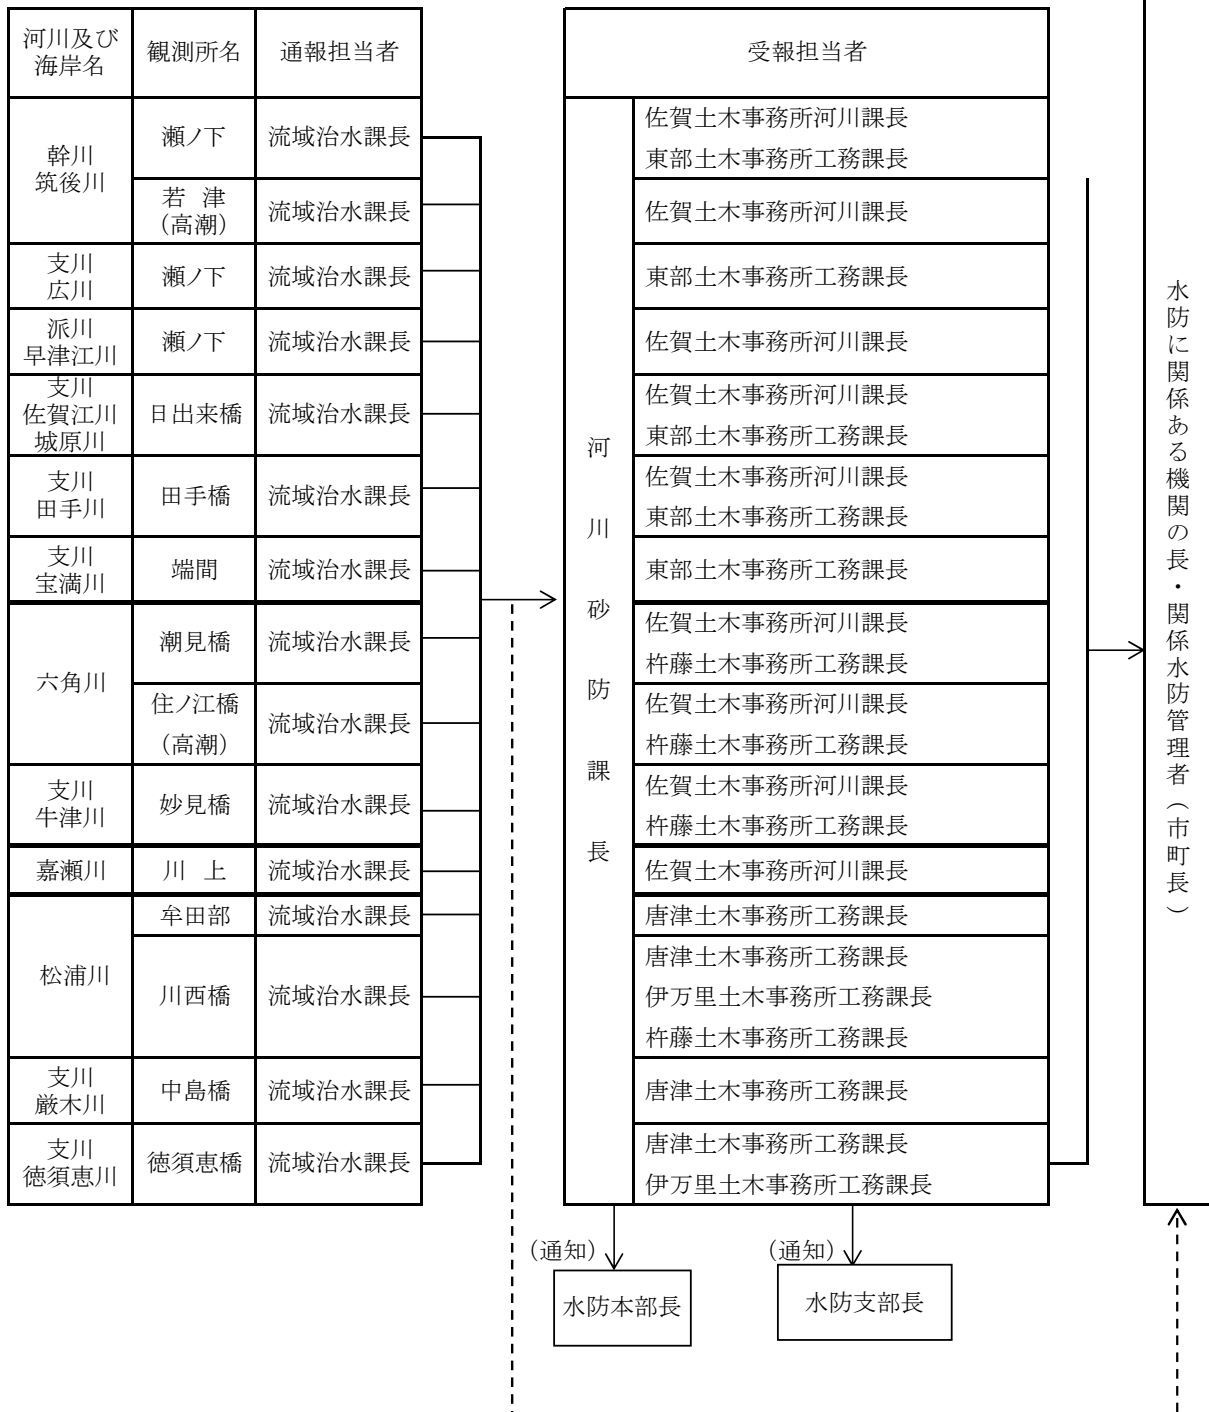 河川及び
海岸名
観測所名
通報担当者
幹川
筑後川
瀬ノ下
流域治水課長
若 津
(高潮)
流域治水課長
支川
広川
瀬ノ下
流域治水課長
派川
早津江川
瀬ノ下
流域治水課長
支川
佐賀江川
城原川
日出来橋
流域治水課長
支川
田手川
田手橋
流域治水課長
支川
宝満川
端間
流域治水課長
六角川
潮見橋
流域治水課長
住ノ江橋
(高潮)
流域治水課長
支川
牛津川
妙見橋
流域治水課長
嘉瀬川
川 上
流域治水課長
松浦川
牟田部
流域治水課長
川西橋
流域治水課長
支川
厳木川
中島橋
流域治水課長
支川
徳須恵川
徳須恵橋
流域治水課長
受報担当者
河川砂防課長
佐賀土木事務所河川課長
東部土木事務所工務課長
佐賀土木事務所河川課長
東部土木事務所工務課長
佐賀土木事務所河川課長
佐賀土木事務所河川課長
東部土木事務所工務課長
佐賀土木事務所河川課長
東部土木事務所工務課長
東部土木事務所工務課長
佐賀土木事務所河川課長
杵藤土木事務所工務課長
佐賀土木事務所河川課長
杵藤土木事務所工務課長
佐賀土木事務所河川課長
杵藤土木事務所工務課長
佐賀土木事務所河川課長
唐津土木事務所工務課長
唐津土木事務所工務課長
伊万里土木事務所工務課長
杵藤土木事務所工務課長
唐津土木事務所工務課長
唐津土木事務所工務課長
伊万里土木事務所工務課長
水防に関係ある機関の長・関係水防管理者(市町長)
(通知)
水防本部長
(通知)
水防支部長